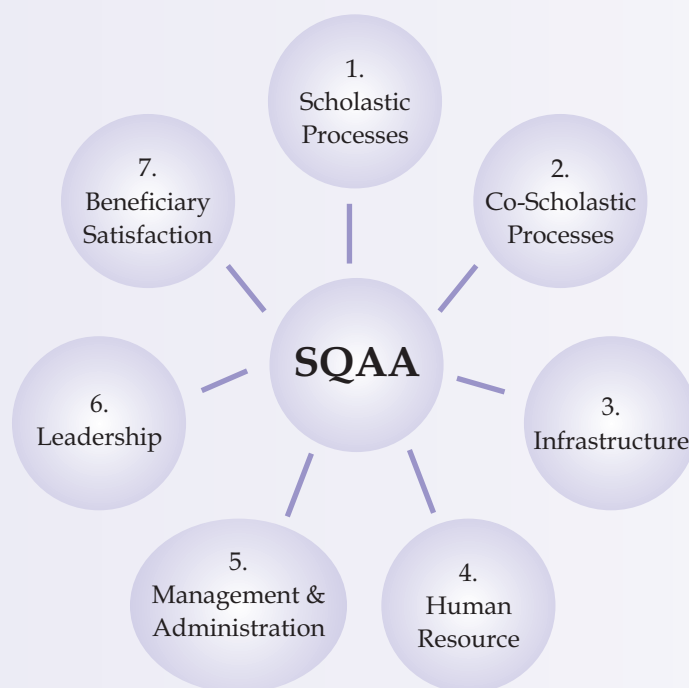 1.
Scholastic
Processes
2.
Co-Scholastic
Processes
3.
Infrastructure
4.
Human
Resource
5.
Management &
Administration
6.
Leadership
7.
Beneficiary
Satisfaction
SQAA